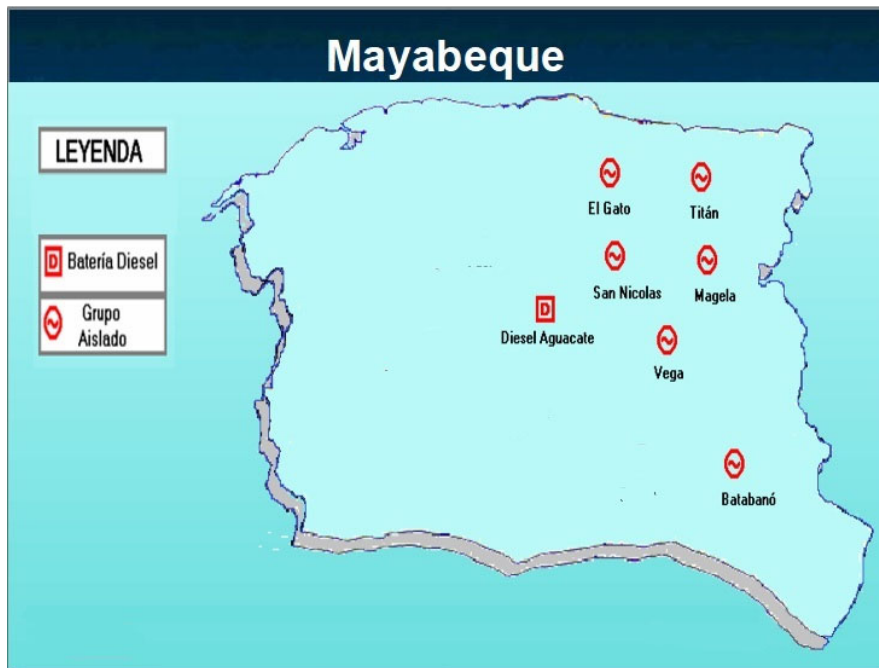 Mayabeque
LEYENDA
D Batería Diesel
Grupo
Aislado
El Gato
Titán
San Nicolas
Magela
D
Diesel Aguacate
Vega
Batabanó